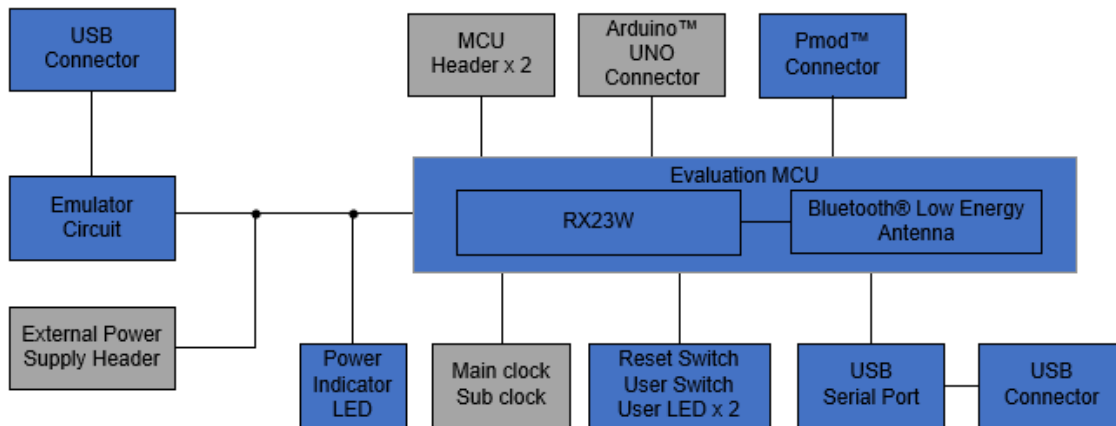 USB
Connector
MCU
Header x 2
Arduino™
UNO
Connector
Pmod™
Connector
Evaluation MCU
RX23W
Bluetooth® Low Energy
Antenna
Emulator
Circuit
External Power
Supply Header
Power
Indicator
LED
Main clock
Sub clock
Reset Switch
User Switch
User LED x 2
USB
Serial Port
USB
Connector